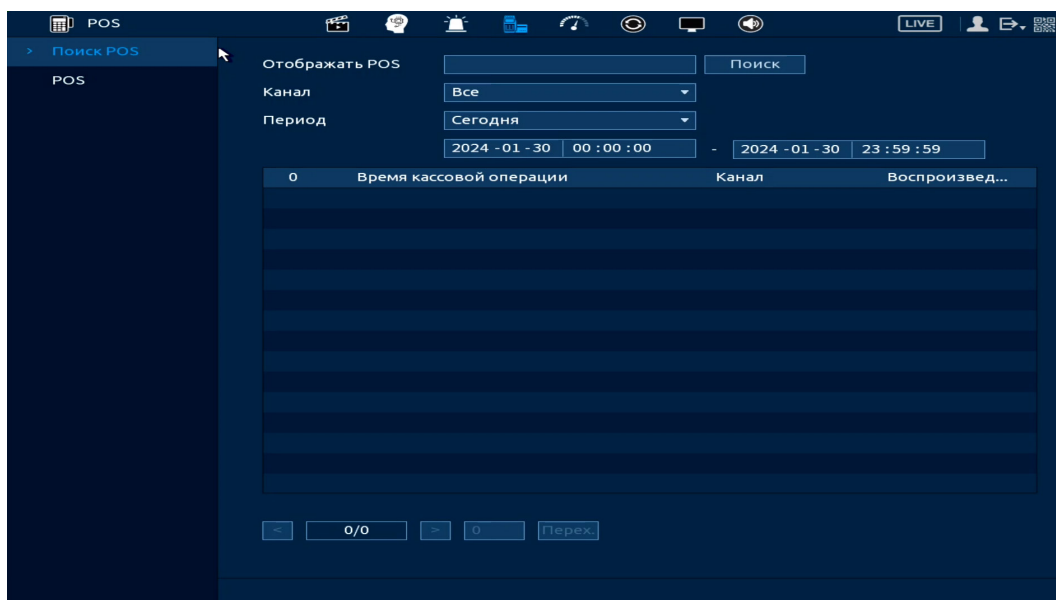 POS LIVE
> Поиск POS
POS
Отображать POS Поиск
Канал Все
Период Сегодня
2024 -01 -30 00 : 00 : 00 - 2024 -01 -30 23 : 59 : 59
0 Время кассовой операции Канал Воспроизвед...
< 0/0 > 0 Перех.